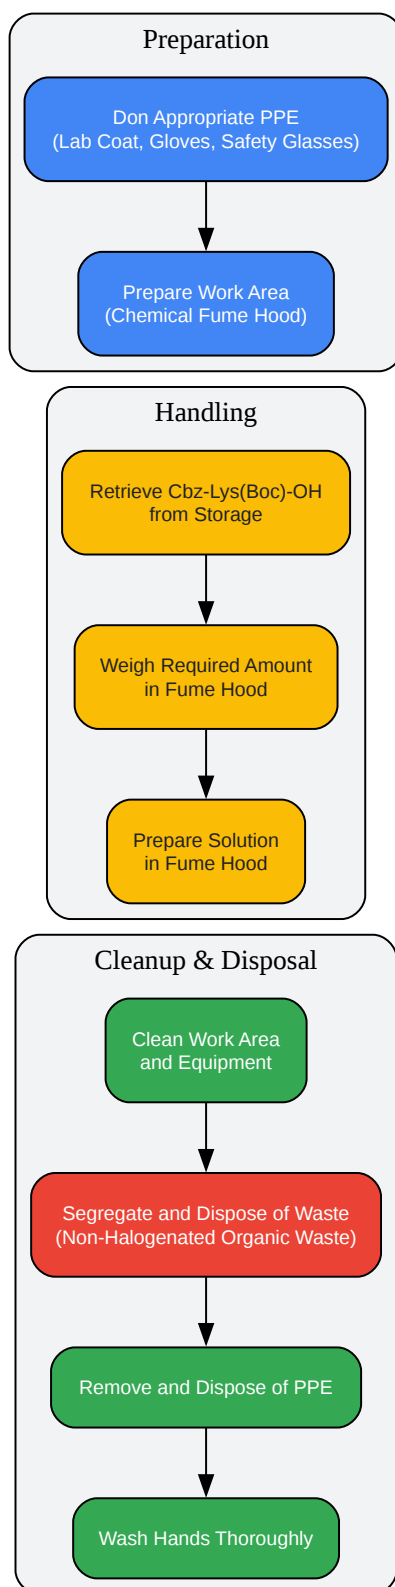 Preparation
Don Appropriate PPE
(Lab Coat, Gloves, Safety Glasses)
Prepare Work Area
(Chemical Fume Hood)
Handling
Retrieve Cbz-Lys(Boc)-OH
from Storage
Weigh Required Amount
in Fume Hood
Prepare Solution
in Fume Hood
Cleanup & Disposal
Clean Work Area
and Equipment
Segregate and Dispose of Waste
(Non-Halogenated Organic Waste)
Remove and Dispose of PPE
Wash Hands Thoroughly